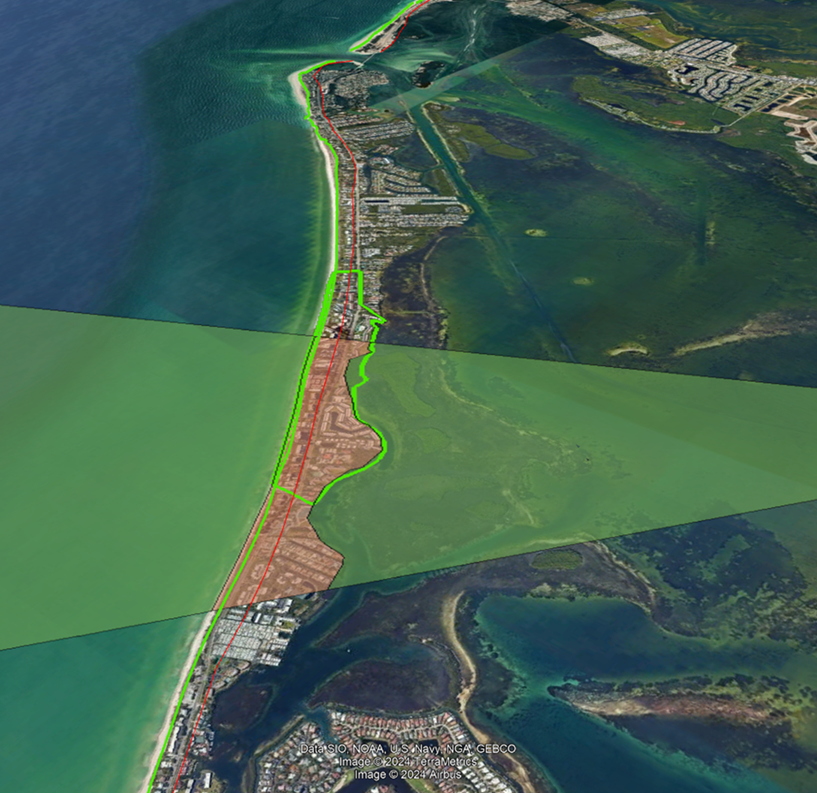 Data SIO, NOAA, U.S. Navy, NGA, GEBCO
Image © 2024 TerraMetrics
Image © 2024 Airbus